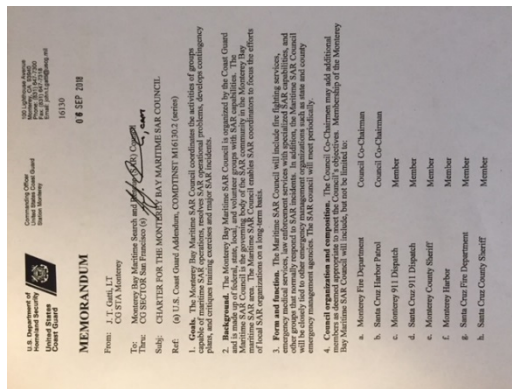 U.S. Department of
Homeland Security
United States
Coast Guard
Commanding Officer
United States Coast Guard
Station Monterey
100 Lighthouse Avenue
Monterey, CA 93940
16130
06 SEP 2018
MEMORANDUM
From: J. T. Gatti, LT
CG STA Monterey
To: Monterey Bay Maritime Search and Rescue (SAR) Council
Thru: CG SECTOR San Francisco
Subj: CHARTER FOR THE MONTEREY BAY MARITIME SAR COUNCIL
Ref: (a) U.S. Coast Guard Addendum, COMDTINST M16130.2 (series)
1. Goals. The Monterey Bay Maritime SAR Council coordinates the activities of groups
capable of maritime SAR operations, resolves SAR operational problems, develops contingency
plans, and critiques training exercises and major SAR incidents.
2. Background. The Monterey Bay Maritime SAR Council is organized by the Coast Guard
and is made up of federal, state, local, and volunteer groups with SAR capabilities. The
Maritime SAR Council is the governing body of the SAR community in the Monterey Bay
maritime SAR area. The Maritime SAR Council enables SAR coordinators to focus the efforts
of local SAR organizations on a long-term basis.
3. Form and function. The Maritime SAR Council will include fire fighting services,
emergency medical services, law enforcement services with specialized SAR capabilities, and
other groups that normally respond to SAR incidents. In addition, the Maritime SAR Council
will be closely tied to other emergency management organizations such as state and county
emergency management agencies. The SAR council will meet periodically.
4. Council organization and composition. The Council Co-Chairmen may add additional
members as deemed appropriate to meet the Council's objectives. Membership of the Monterey
Bay Maritime SAR Council will include, but not be limited to:
a. Monterey Fire Department Council Co-Chairman
b. Santa Cruz Harbor Patrol Council Co-Chairman
c. Monterey 911 Dispatch Member
d. Santa Cruz 911 Dispatch Member
e. Monterey County Sheriff Member
f. Monterey Harbor Member
g. Santa Cruz Fire Department Member
h. Santa Cruz County Sheriff Member